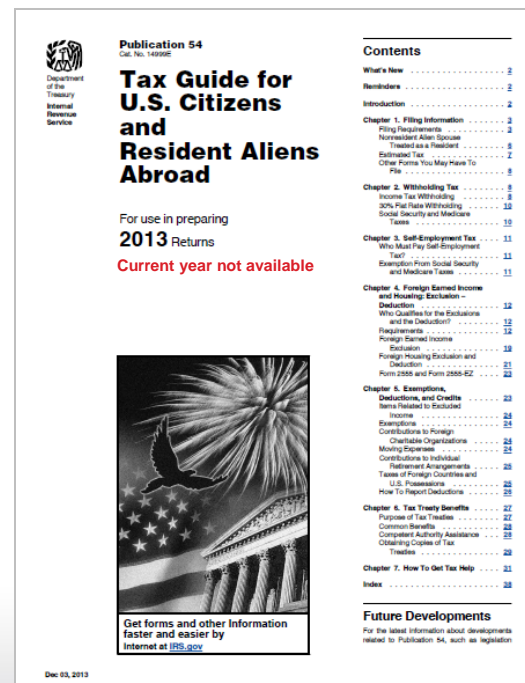 Department
of the
Treasury
Internal
Revenue
Service
Publication 54
Cat. No. 14999E
Tax Guide for
U.S. Citizens
and
Resident Aliens
Abroad
For use in preparing
2013 Returns
Current year not available
Get forms and other Information
faster and easier by
Internet at IRS.gov
Dec 03, 2013
Contents
What's New . . . . . . . . . . . . . . . . . . 2
Reminders . . . . . . . . . . . . . . . . . . 2
Introduction . . . . . . . . . . . . . . . . . 2
Chapter 1. Filing Information . . . . . . . 3
Filing Requirements . . . . . . . . . . . 3
Nonresident Alien Spouse
Treated as a Resident . . . . . . . . 6
Estimated Tax . . . . . . . . . . . . . . 7
Other Forms You May Have To
File . . . . . . . . . . . . . . . . . . . 8
Chapter 2. Withholding Tax . . . . . . . . 8
Income Tax Withholding . . . . . . . . 8
30% Flat Rate Withholding . . . . . . 10
Social Security and Medicare
Taxes . . . . . . . . . . . . . . . . . 10
Chapter 3. Self-Employment Tax . . . . 11
Who Must Pay Self-Employment
Tax? . . . . . . . . . . . . . . . . . . 11
Exemption From Social Security
and Medicare Taxes . . . . . . . . 11
Chapter 4. Foreign Earned Income
and Housing: Exclusion –
Deduction . . . . . . . . . . . . . . . . 12
Who Qualifies for the Exclusions
and the Deduction? . . . . . . . . . 12
Requirements . . . . . . . . . . . . . . 12
Foreign Earned Income
Exclusion . . . . . . . . . . . . . . . 19
Foreign Housing Exclusion and
Deduction . . . . . . . . . . . . . . . 21
Form 2555 and Form 2555-EZ . . . . 23
Chapter 5. Exemptions,
Deductions, and Credits . . . . . . . 23
Items Related to Excluded
Income . . . . . . . . . . . . . . . . 24
Exemptions . . . . . . . . . . . . . . . 24
Contributions to Foreign
Charitable Organizations . . . . . 24
Moving Expenses . . . . . . . . . . . . 24
Contributions to Individual
Retirement Arrangements . . . . . 25
Taxes of Foreign Countries and
U.S. Possessions . . . . . . . . . . 25
How To Report Deductions . . . . . . 26
Chapter 6. Tax Treaty Benefits . . . . . 27
Purpose of Tax Treaties . . . . . . . . 27
Common Benefits . . . . . . . . . . . . 28
Competent Authority Assistance . . . 28
Obtaining Copies of Tax
Treaties . . . . . . . . . . . . . . . . 29
Chapter 7. How To Get Tax Help . . . . 31
Index . . . . . . . . . . . . . . . . . . . . . 38
Future Developments
For the latest information about developments
related to Publication 54, such as legislation